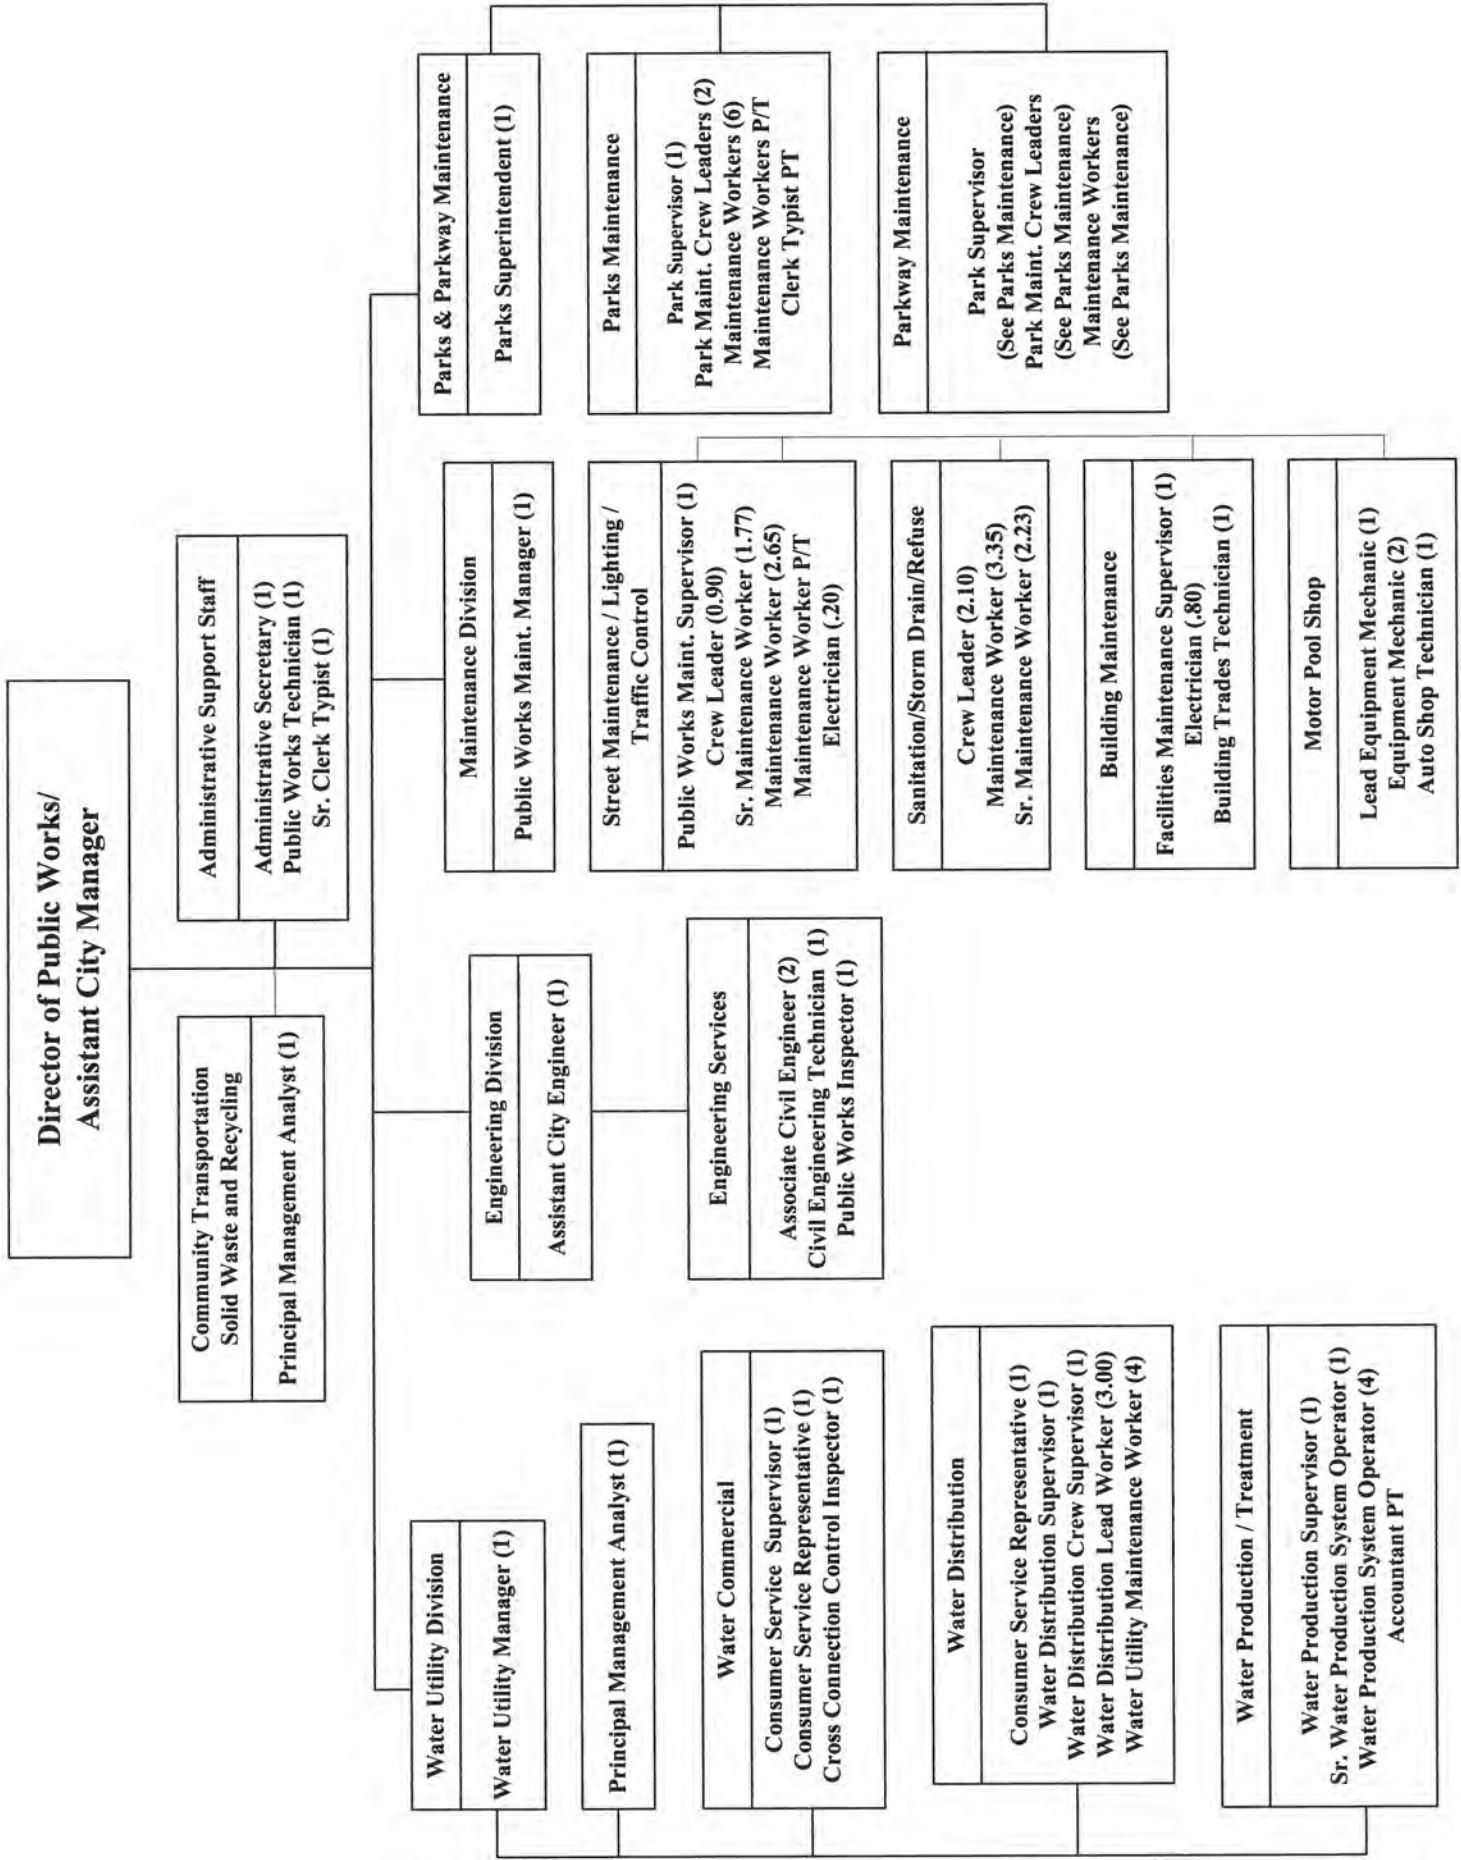 Director of Public Works/
Assistant City Manager
Community Transportation
Solid Waste and Recycling
Principal Management Analyst (1)
Administrative Support Staff
Administrative Secretary (1)
Public Works Technician (1)
Sr. Clerk Typist (1)
Water Utility Division
Water Utility Manager (1)
Principal Management Analyst (1)
Water Commercial
Consumer Service Supervisor (1)
Consumer Service Representative (1)
Cross Connection Control Inspector (1)
Water Distribution
Consumer Service Representative (1)
Water Distribution Supervisor (1)
Water Distribution Crew Supervisor (1)
Water Distribution Lead Worker (3.00)
Water Utility Maintenance Worker (4)
Water Production / Treatment
Water Production Supervisor (1)
Sr. Water Production System Operator (1)
Water Production System Operator (4)
Accountant PT
Engineering Division
Assistant City Engineer (1)
Engineering Services
Associate Civil Engineer (2)
Civil Engineering Technician (1)
Public Works Inspector (1)
Maintenance Division
Public Works Maint. Manager (1)
Street Maintenance / Lighting /
Traffic Control
Public Works Maint. Supervisor (1)
Crew Leader (0.90)
Sr. Maintenance Worker (1.77)
Maintenance Worker (2.65)
Maintenance Worker P/T
Electrician (.20)
Sanitation/Storm Drain/Refuse
Crew Leader (2.10)
Maintenance Worker (3.35)
Sr. Maintenance Worker (2.23)
Building Maintenance
Facilities Maintenance Supervisor (1)
Electrician (.80)
Building Trades Technician (1)
Motor Pool Shop
Lead Equipment Mechanic (1)
Equipment Mechanic (2)
Auto Shop Technician (1)
Parks & Parkway Maintenance
Parks Superintendent (1)
Parks Maintenance
Park Supervisor (1)
Park Maint. Crew Leaders (2)
Maintenance Workers (6)
Maintenance Workers P/T
Clerk Typist PT
Parkway Maintenance
Park Supervisor
(See Parks Maintenance)
Park Maint. Crew Leaders
(See Parks Maintenance)
Maintenance Workers
(See Parks Maintenance)